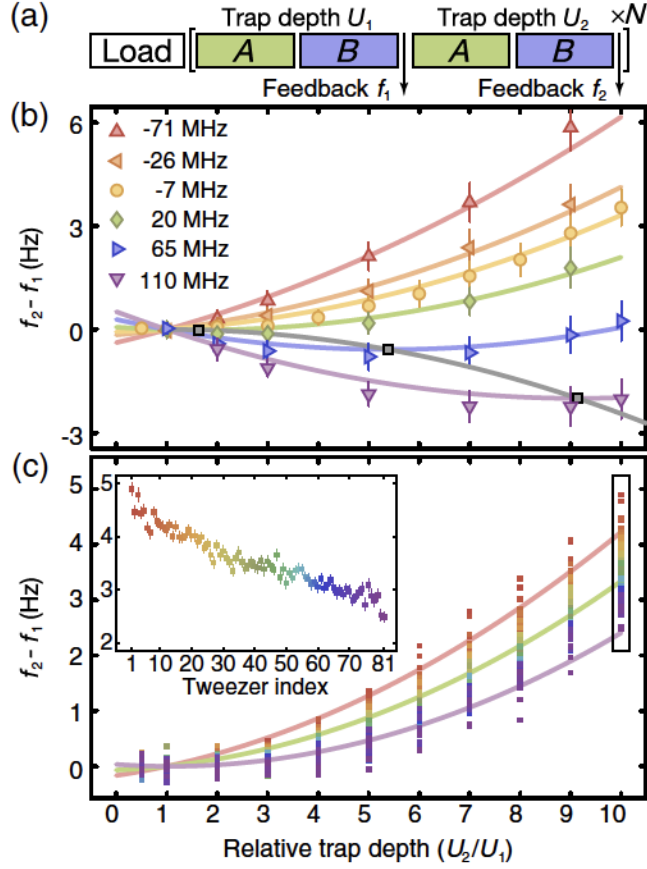 (a)
Trap depth U₁
Trap depth U₂
×N
Load
A
B
A
B
Feedback f₁
Feedback f₂
(b)
6
3
0
-3
f₂ - f₁ (Hz)
-71 MHz
-26 MHz
-7 MHz
20 MHz
65 MHz
110 MHz
(c)
5
4
3
2
1
0
f₂ - f₁ (Hz)
5
4
3
2
1 10 20 30 40 50 60 70 81
Tweezer index
0 1 2 3 4 5 6 7 8 9 10
Relative trap depth (U₂/U₁)